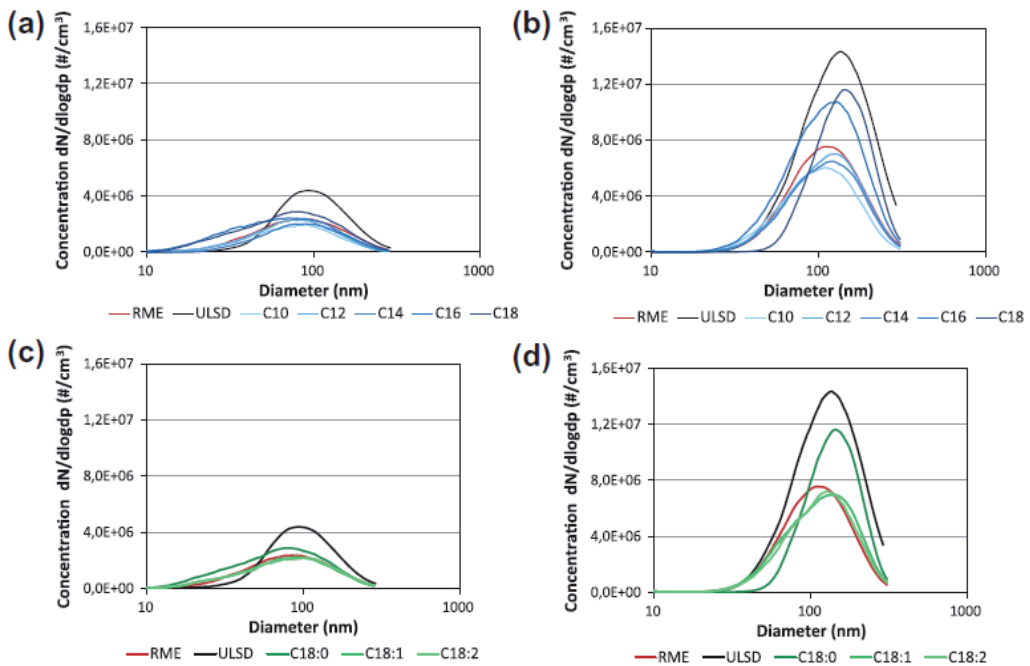 (a)
Concentration dN/dlogdp (#/cm³)
1,6E+07
1,2E+07
8,0E+06
4,0E+06
0,0E+00
10
100
1000
Diameter (nm)
RME ULSD C10 C12 C14 C16 C18
(b)
Concentration dN/dlogdp (#/cm³)
1,6E+07
1,2E+07
8,0E+06
4,0E+06
0,0E+00
10
100
1000
Diameter (nm)
RME ULSD C10 C12 C14 C16 C18
(c)
Concentration dN/dlogdp (#/cm³)
1,6E+07
1,2E+07
8,0E+06
4,0E+06
0,0E+00
10
100
1000
Diameter (nm)
RME ULSD C18:0 C18:1 C18:2
(d)
Concentration dN/dlogdp (#/cm³)
1,6E+07
1,2E+07
8,0E+06
4,0E+06
0,0E+00
10
100
1000
Diameter (nm)
RME ULSD C18:0 C18:1 C18:2